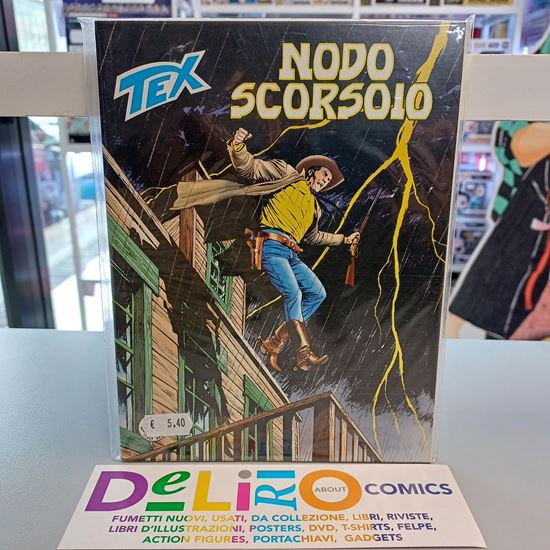 TEX
NODO
SCORSOIO
€ 5,40
DeLiRiO
ABOUT
COMICS
FUMETTI NUOVI, USATI, DA COLLEZIONE, LIBRI, RIVISTE,
LIBRI D'ILLUSTRAZIONI, POSTERS, DVD, T-SHIRTS, FELPE,
ACTION FIGURES, PORTACHIAVI, GADGETS